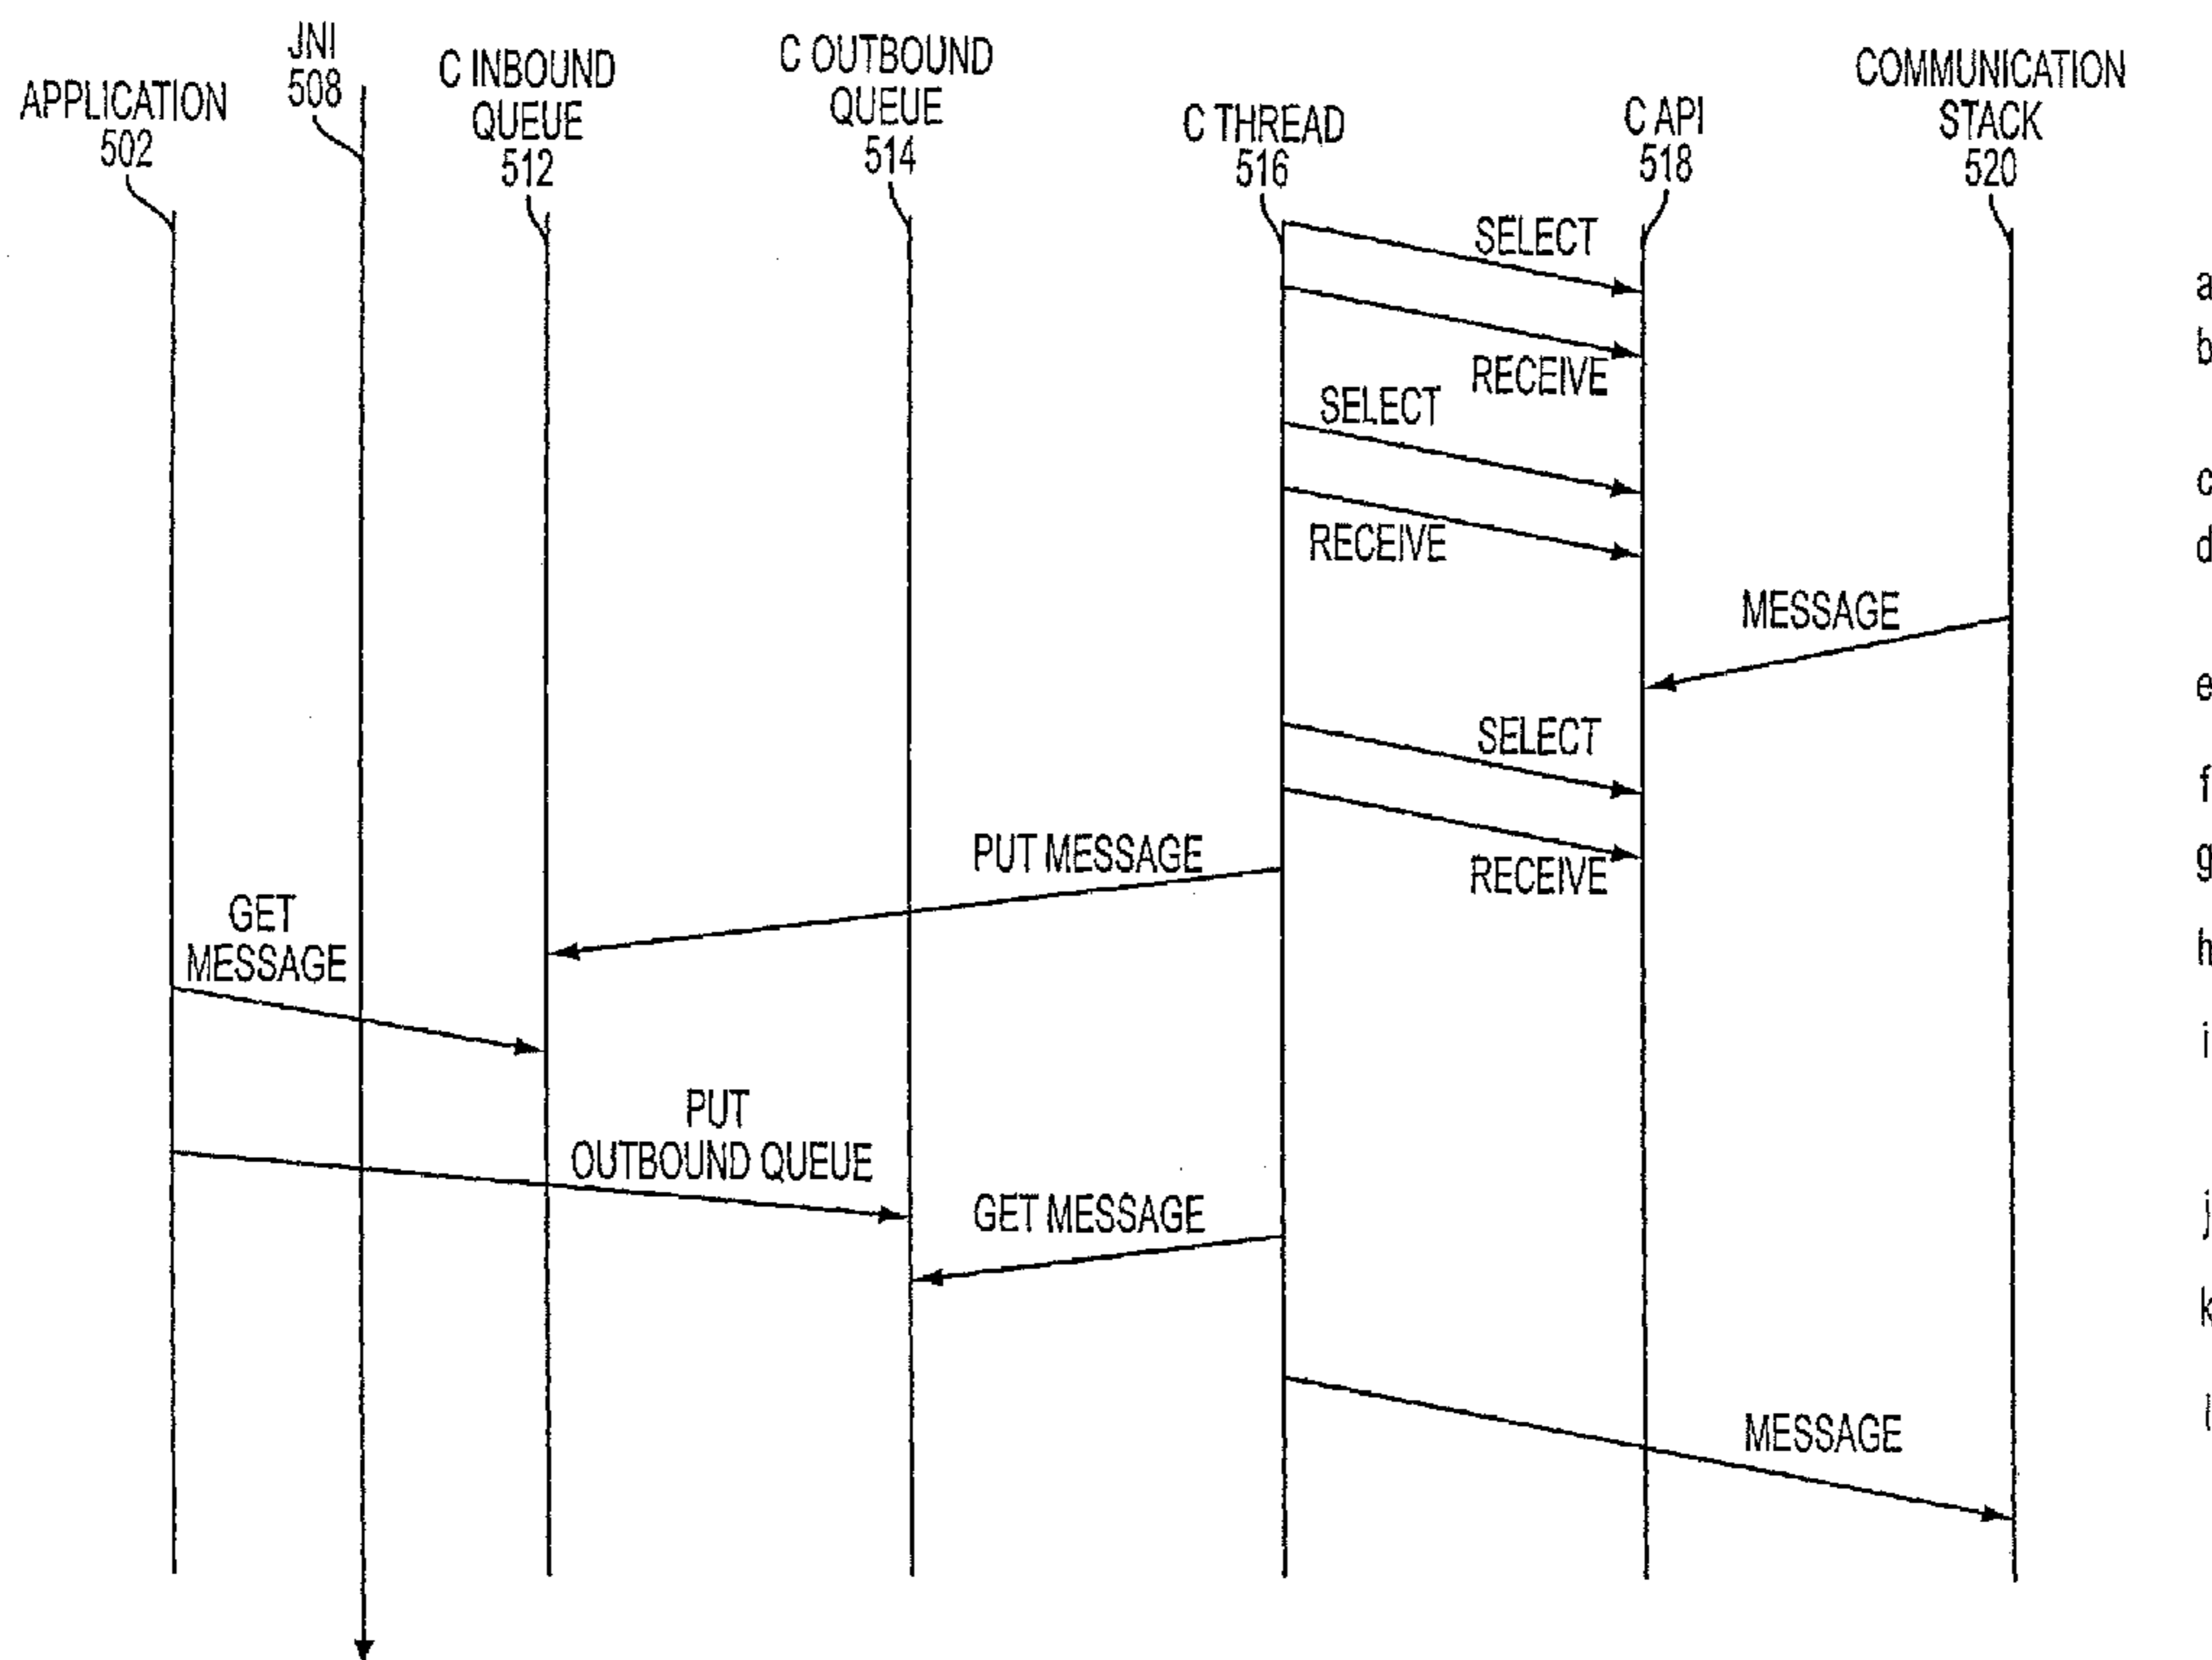 APPLICATION
502
JNI
508
C INBOUND
QUEUE
512
C OUTBOUND
QUEUE
514
C THREAD
516
C API
518
COMMUNICATION
STACK
520
SELECT
a
RECEIVE
b
SELECT
c
RECEIVE
d
MESSAGE
e
SELECT
f
RECEIVE
g
PUT MESSAGE
h
GET
MESSAGE
i
PUT
OUTBOUND QUEUE
j
GET MESSAGE
k
MESSAGE
l